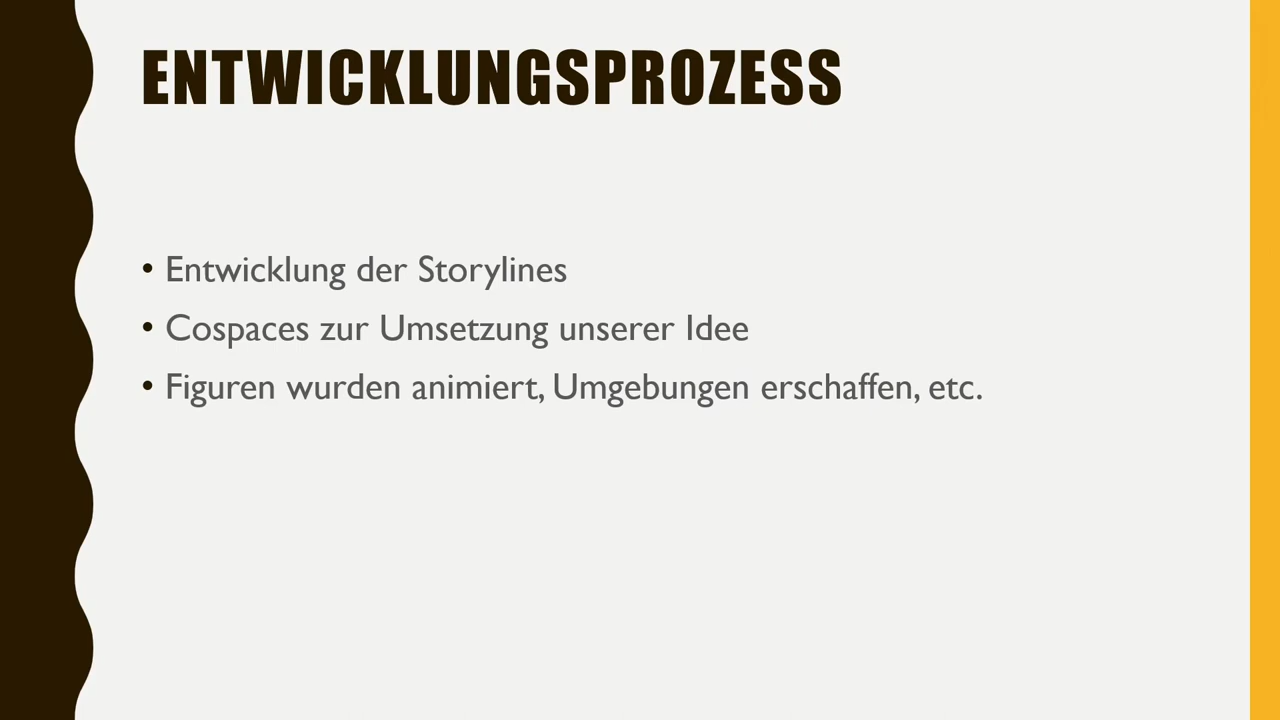 ENTWICKLUNGSPROZESS
• Entwicklung der Storylines
• Cospaces zur Umsetzung unserer Idee
• Figuren wurden animiert, Umgebungen erschaffen, etc.